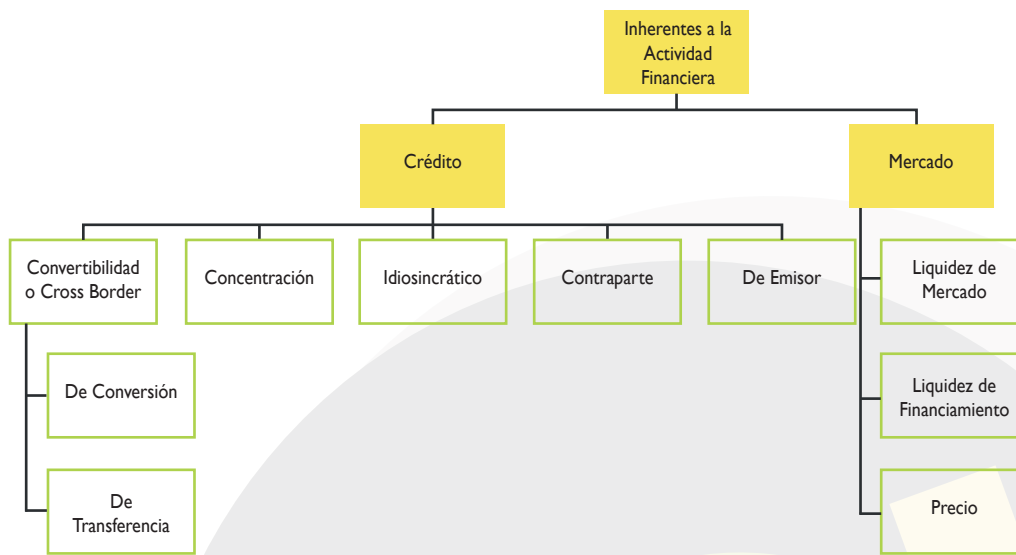 Inherentes a la
Actividad
Financiera
Crédito
Mercado
Convertibilidad
o Cross Border
Concentración
Idiosincrático
Contraparte
De Emisor
Liquidez de
Mercado
De Conversión
Liquidez de
Financiamiento
De
Transferencia
Precio